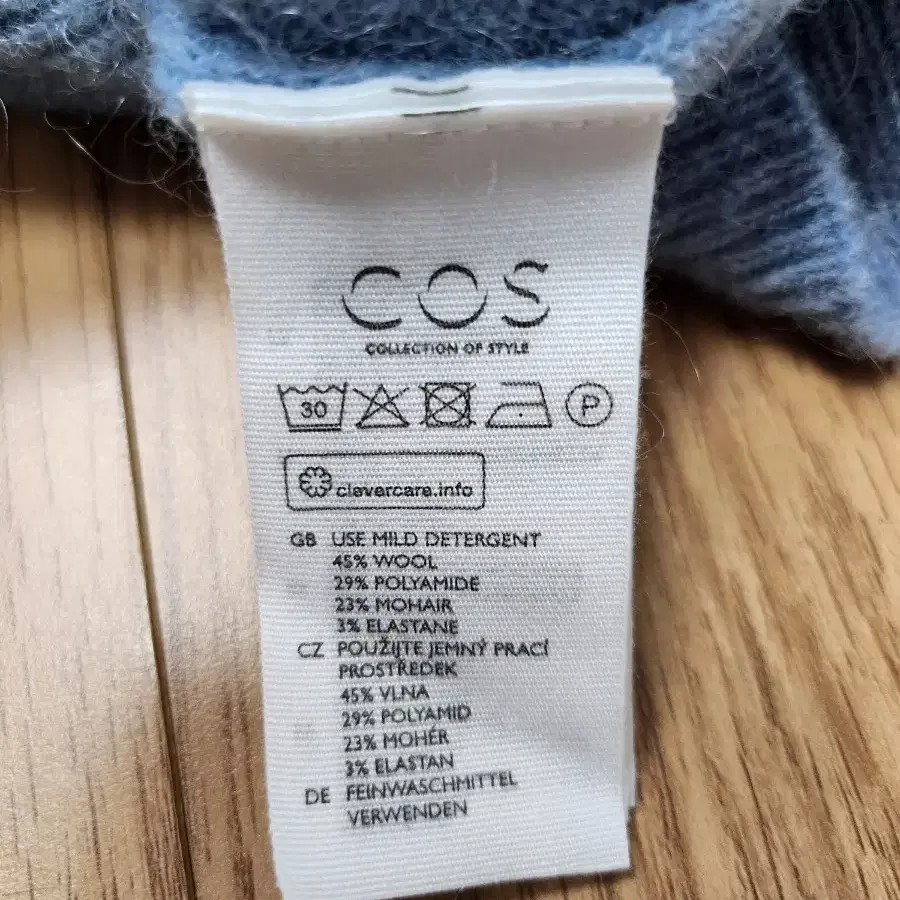 COS
COLLECTION OF STYLE
30 P
clevercare.info
GB USE MILD DETERGENT
45% WOOL
29% POLYAMIDE
23% MOHAIR
3% ELASTANE
CZ POUŽIJTE JEMNÝ PRACÍ
PROSTŘEDEK
45% VLNA
29% POLYAMID
23% MOHÉR
3% ELASTAN
DE FEINWASCHMITTEL
VERWENDEN